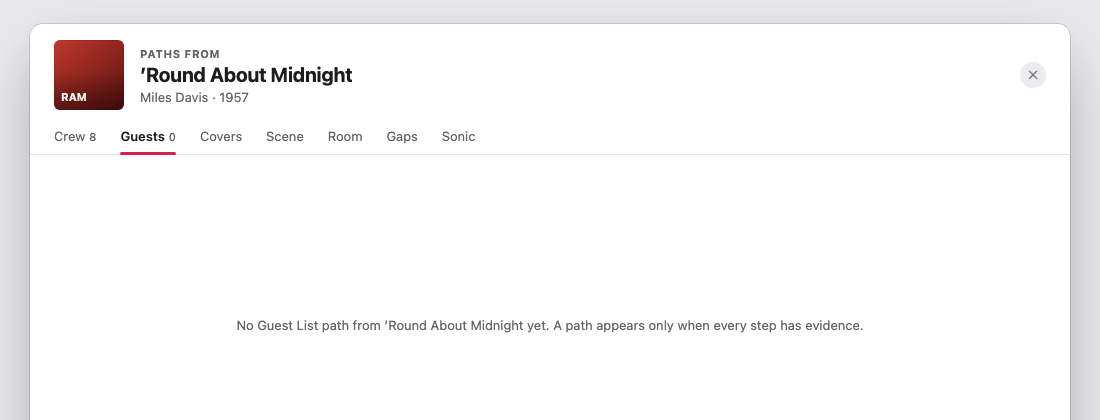 PATHS FROM
’Round About Midnight
RAM
Miles Davis · 1957
Crew 8 Guests 0 Covers Scene Room Gaps Sonic
No Guest List path from ’Round About Midnight yet. A path appears only when every step has evidence.